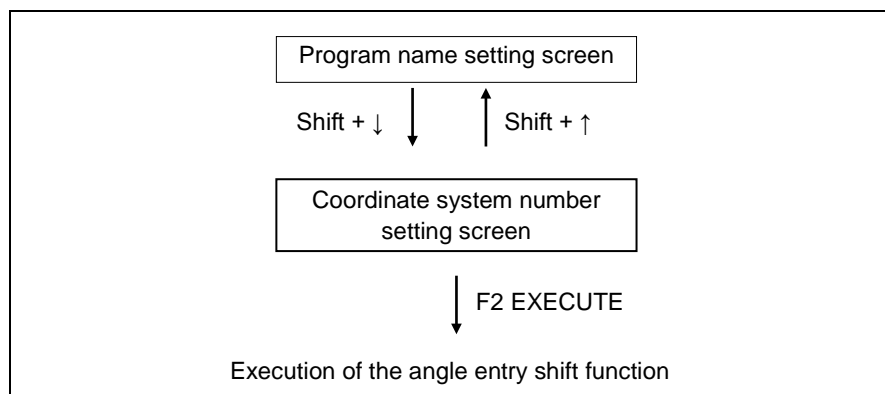 Program name setting screen
Shift + ↓
Shift + ↑
Coordinate system number
setting screen
F2 EXECUTE
Execution of the angle entry shift function